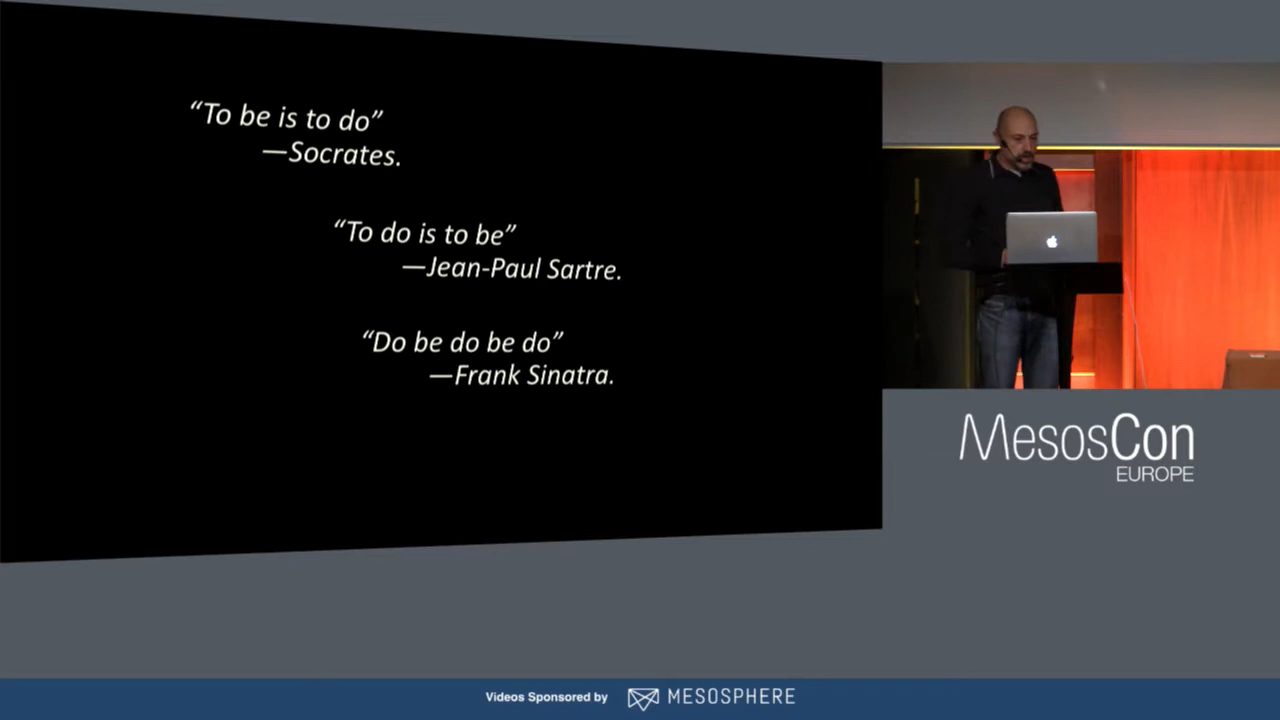 “To be is to do”
—Socrates.
“To do is to be”
—Jean-Paul Sartre.
“Do be do be do”
—Frank Sinatra.
MesosCon
EUROPE
Videos Sponsored by MESOSPHERE